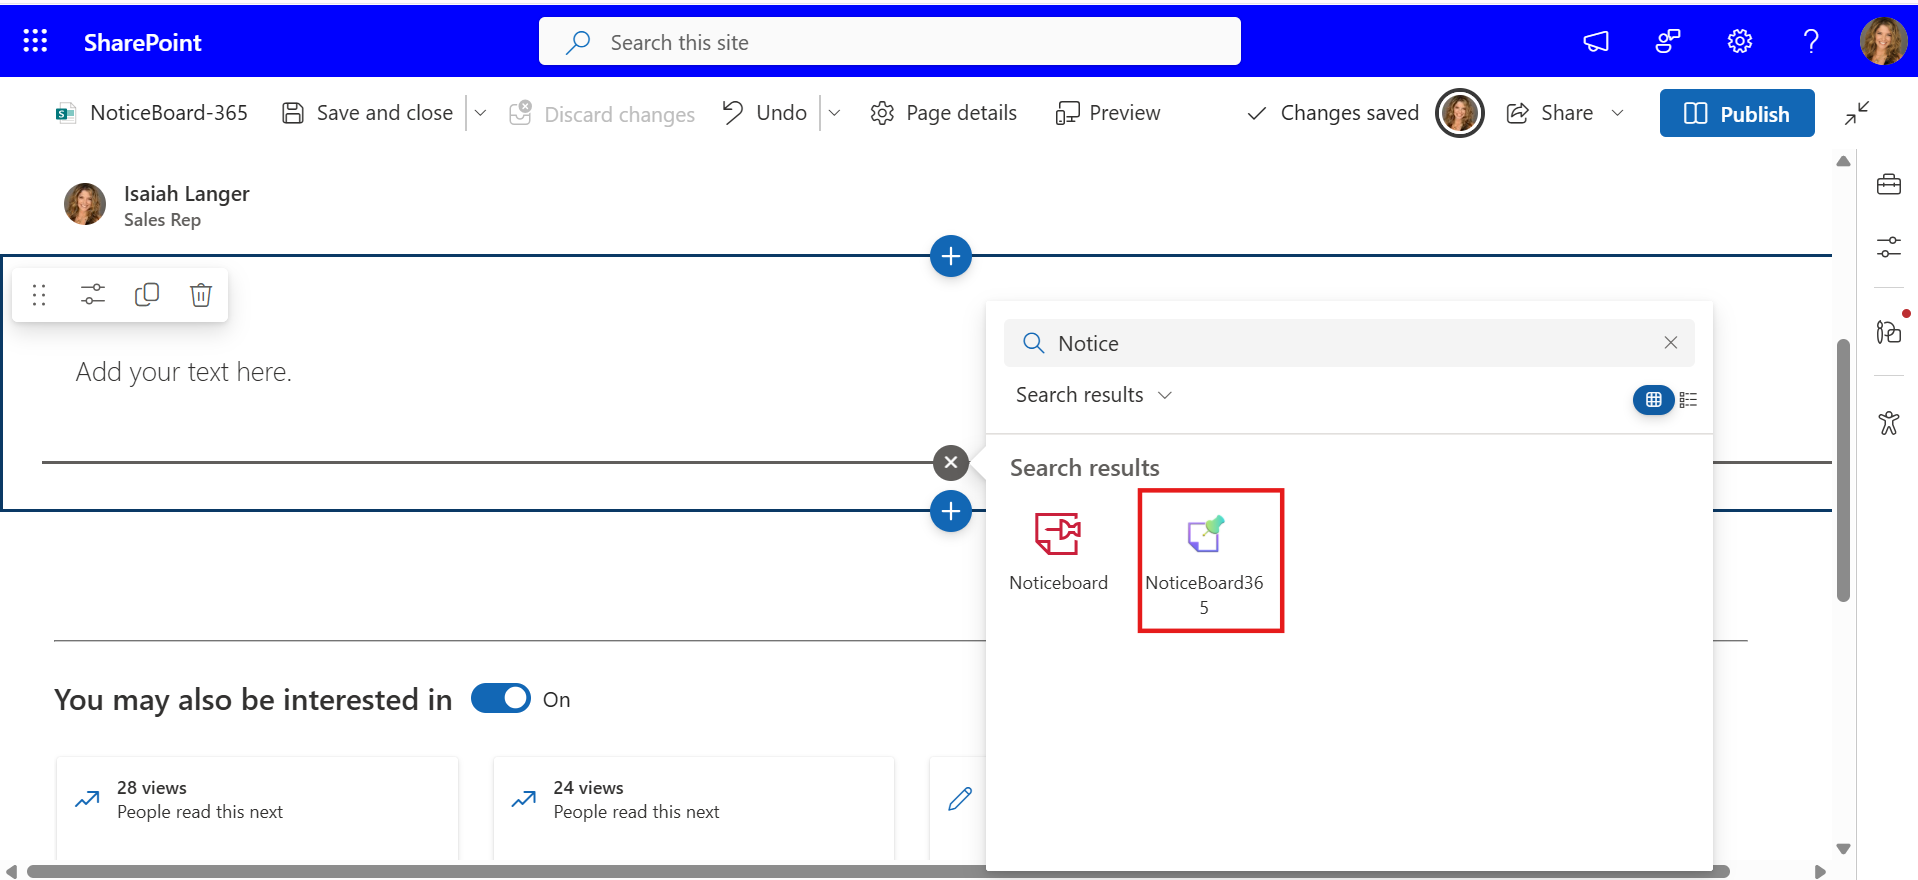 SharePoint
Search this site
NoticeBoard-365
Save and close
Discard changes
Undo
Page details
Preview
Changes saved
Share
Publish
Isaiah Langer
Sales Rep
Add your text here.
Notice
Search results
Search results
Noticeboard
NoticeBoard36
5
You may also be interested in
On
28 views
People read this next
24 views
People read this next